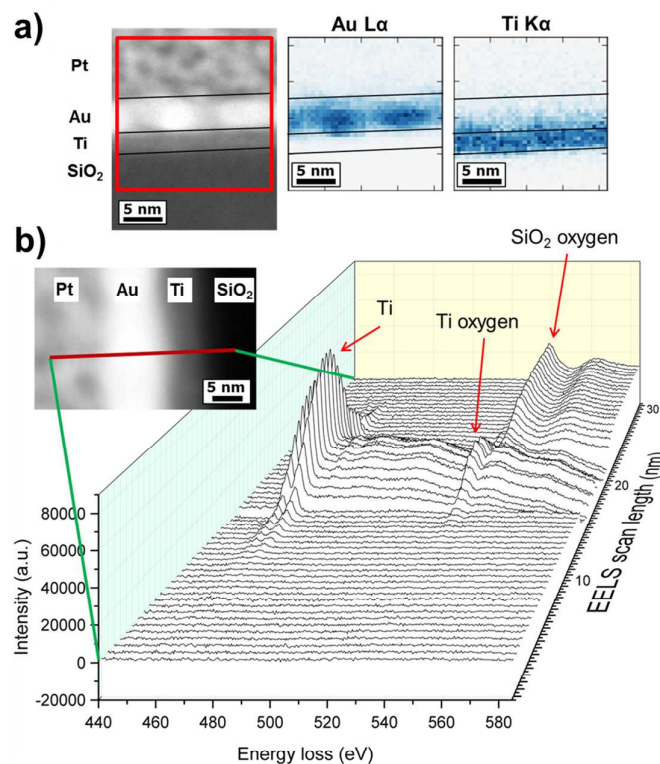 a)
Au Lα
Ti Kα
Pt
Au
Ti
SiO₂
5 nm
5 nm
5 nm
b)
SiO₂ oxygen
Pt Au Ti SiO₂
Ti
Ti oxygen
5 nm
30
20
10
EELS scan length (nm)
80000
60000
40000
20000
0
-20000
Intensity (a.u.)
440 460 480 500 520 540 560 580
Energy loss (eV)